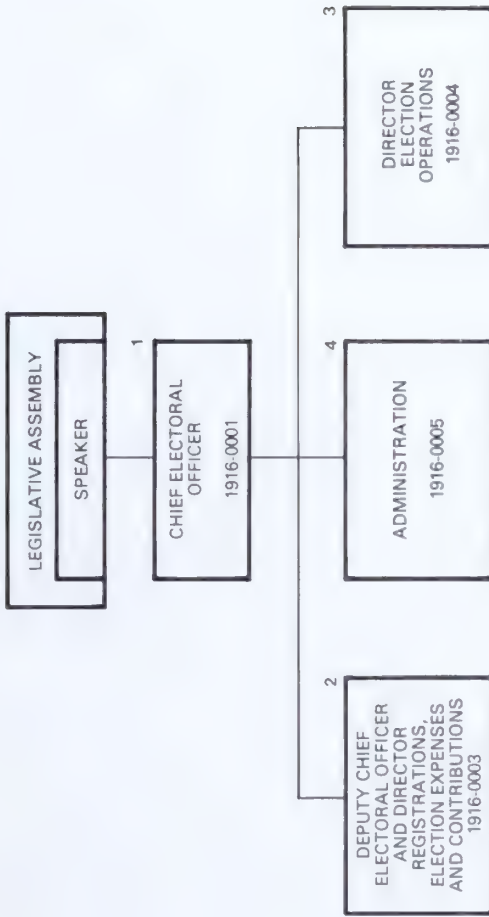 LEGISLATIVE ASSEMBLY
SPEAKER
1
CHIEF ELECTORAL
OFFICER
1916-0001
2
DEPUTY CHIEF
ELECTORAL OFFICER
AND DIRECTOR
REGISTRATIONS,
ELECTION EXPENSES
AND CONTRIBUTIONS
1916-0003
4
ADMINISTRATION
1916-0005
3
DIRECTOR
ELECTION
OPERATIONS
1916-0004